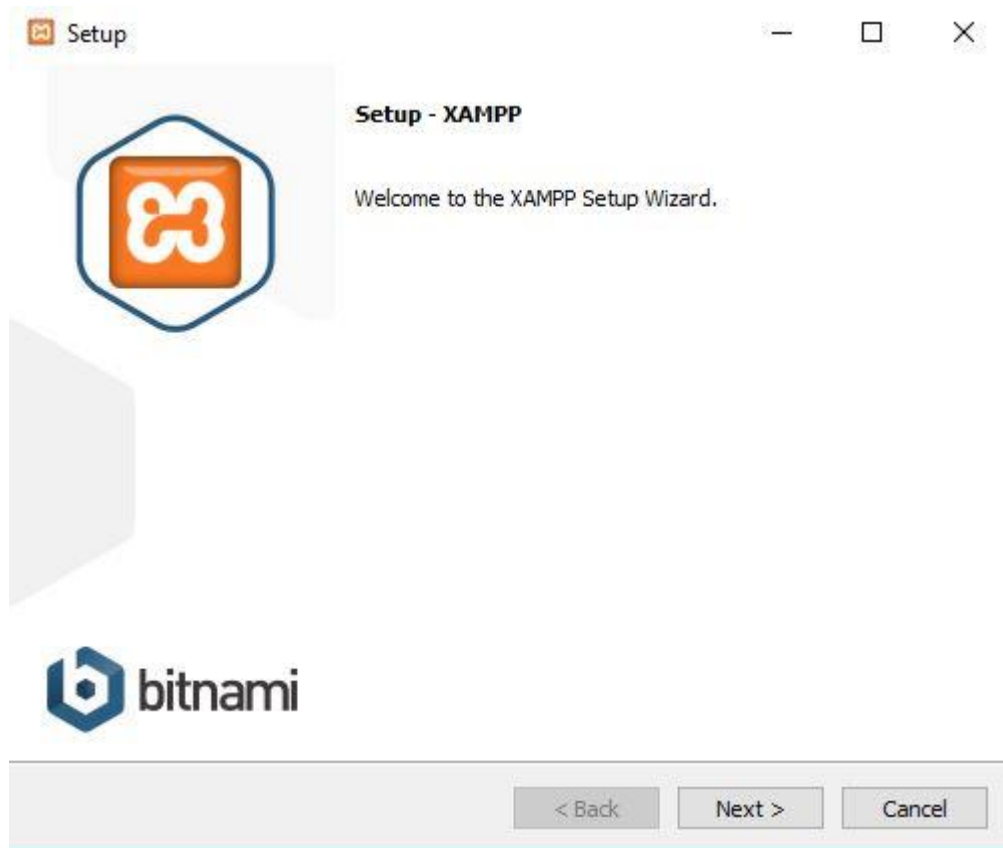 Setup
Setup - XAMPP
Welcome to the XAMPP Setup Wizard.
bitnami
< Back
Next >
Cancel